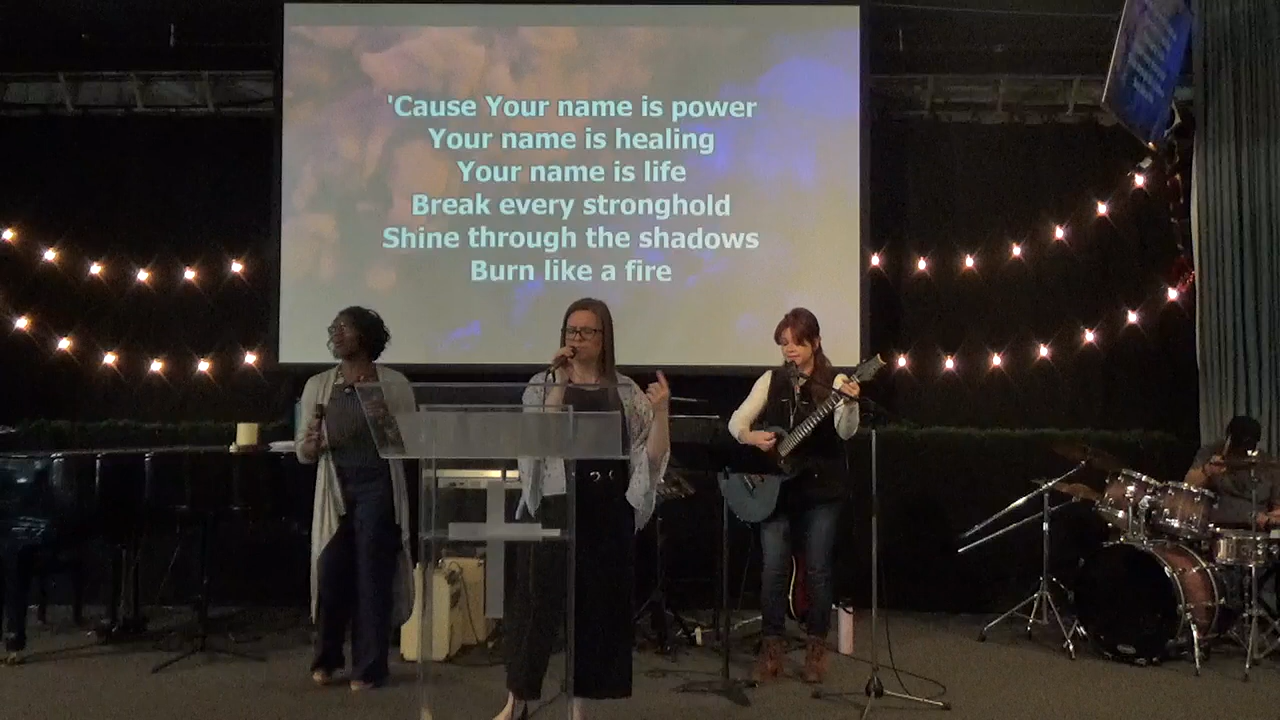 'Cause Your name is power
Your name is healing
Your name is life
Break every stronghold
Shine through the shadows
Burn like a fire